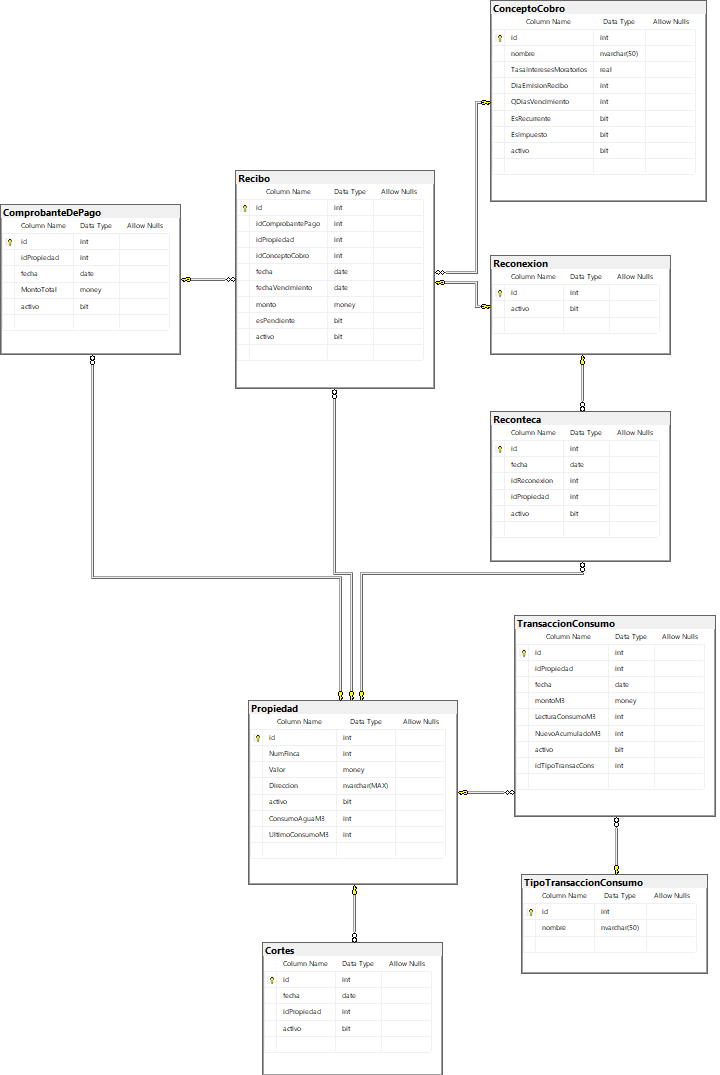 ConceptoCobro
Column Name Data Type Allow Nulls
id int
nombre nvarchar(50)
TasaInteresesMoratorios real
DiaEmisionRecibo int
QDiasVencimiento int
EsRecurrente bit
EsImpuesto bit
activo bit
Recibo
Column Name Data Type Allow Nulls
id int
idComprobantePago int
idPropiedad int
idConceptoCobro int
fecha date
fechaVencimiento date
monto money
esPendiente bit
activo bit
ComprobanteDePago
Column Name Data Type Allow Nulls
id int
idPropiedad int
fecha date
MontoTotal money
activo bit
Reconexion
Column Name Data Type Allow Nulls
id int
activo bit
Reconteca
Column Name Data Type Allow Nulls
id int
fecha date
idReconexion int
idPropiedad int
activo bit
TransaccionConsumo
Column Name Data Type Allow Nulls
id int
idPropiedad int
fecha date
montoM3 money
LecturaConsumoM3 int
NuevoAcumuladoM3 int
activo bit
idTipoTransacCons int
Propiedad
Column Name Data Type Allow Nulls
id int
NumFinca int
Valor money
Direccion nvarchar(MAX)
activo bit
ConsumoAguaM3 int
UltimoConsumoM3 int
TipoTransaccionConsumo
Column Name Data Type Allow Nulls
id int
nombre nvarchar(50)
Cortes
Column Name Data Type Allow Nulls
id int
fecha date
idPropiedad int
activo bit